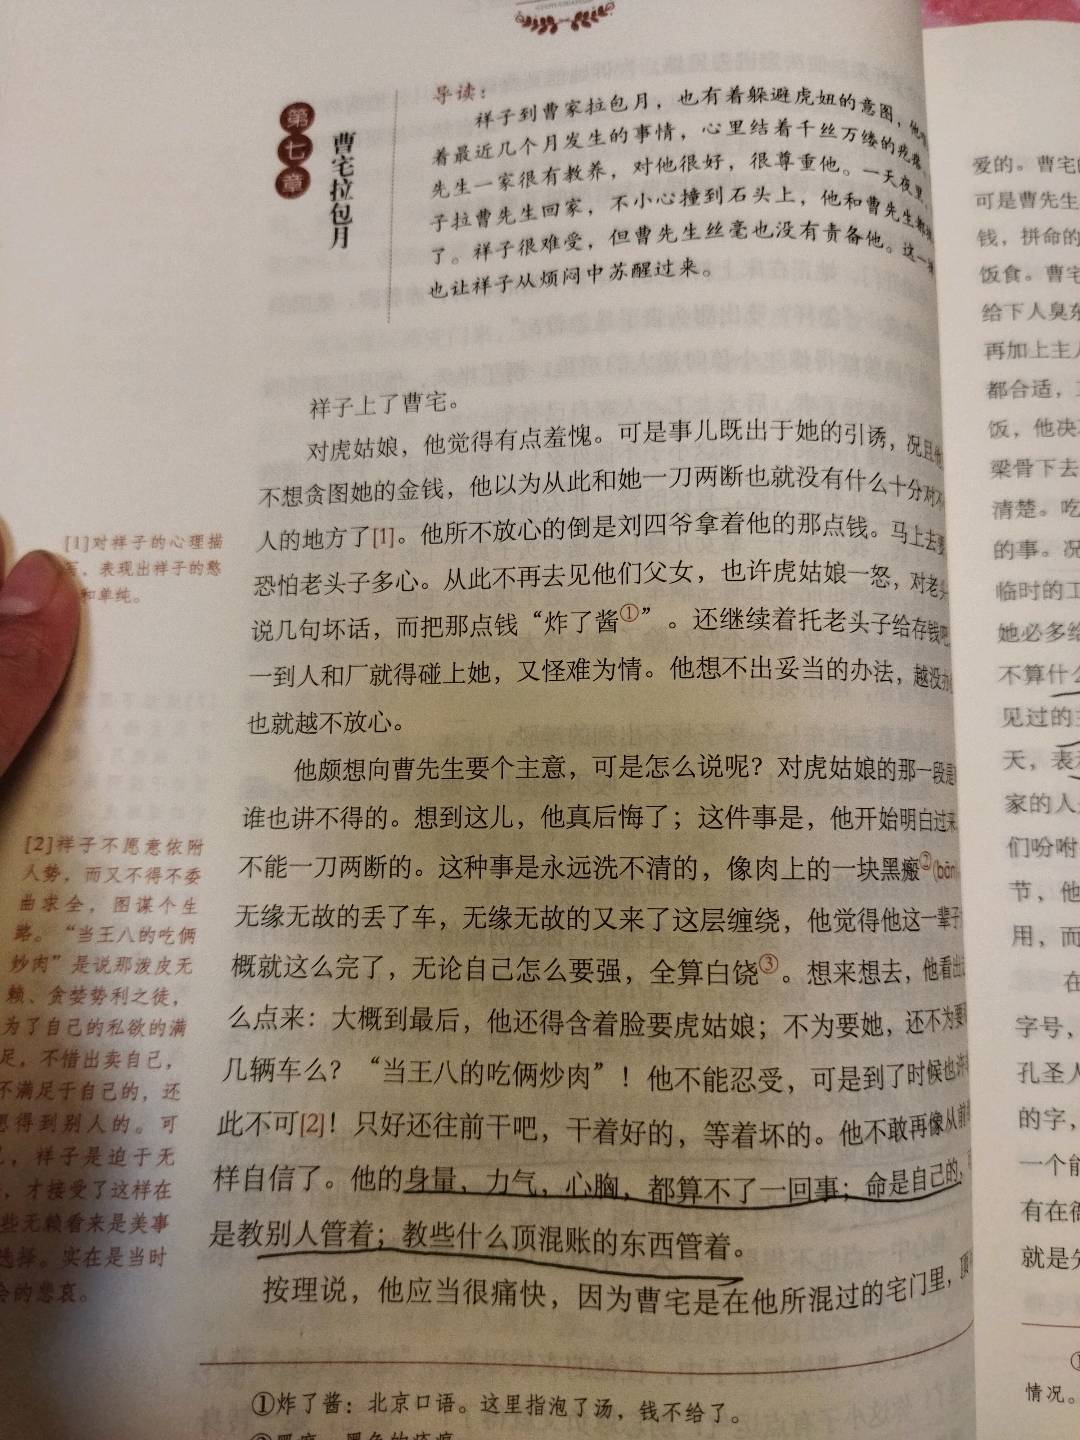 第七章
曹宅拉包月
导读：
祥子到曹家拉包月，也有着躲避虎妞的意图，他
着最近几个月发生的事情，心里结着千丝万缕的疙瘩
先生一家很有教养，对他很好，很尊重他。一天夜里
子拉曹先生回家，不小心撞到石头上，他和曹先生都
了。祥子很难受，但曹先生丝毫也没有责备他。这一
也让祥子从烦闷中苏醒过来。
祥子上了曹宅。
对虎姑娘，他觉得有点羞愧。可是事儿既出于她的引诱，况且他
不想贪图她的金钱，他以为从此和她一刀两断也就没有什么十分对不
人的地方了[1]。他所不放心的倒是刘四爷拿着他的那点钱。马上去要
恐怕老头子多心。从此不再去见他们父女，也许虎姑娘一怒，对老头
说几句坏话，而把那点钱“炸了酱①”。还继续着托老头子给存钱吧
一到人和厂就得碰上她，又怪难为情。他想不出妥当的办法，越没办
也就越不放心。
他颇想向曹先生要个主意，可是怎么说呢？对虎姑娘的那一段是
谁也讲不得的。想到这儿，他真后悔了；这件事是，他开始明白过来
不能一刀两断的。这种事是永远洗不清的，像肉上的一块黑瘢②(bān)
无缘无故的丢了车，无缘无故的又来了这层缠绕，他觉得他这一辈子
概就这么完了，无论自己怎么要强，全算白饶③。想来想去，他看出
么点来：大概到最后，他还得含着脸要虎姑娘；不为要她，还不为要
几辆车么？“当王八的吃俩炒肉”！他不能忍受，可是到了时候也许
此不可[2]！只好还往前干吧，干着好的，等着坏的。他不敢再像从前
样自信了。他的身量，力气，心胸，都算不了一回事；命是自己的，
是教别人管着；教些什么顶混账的东西管着。
按理说，他应当很痛快，因为曹宅是在他所混过的宅门里，顶
①炸了酱：北京口语。这里指泡了汤，钱不给了。
[1]对祥子的心理描
写，表现出祥子的憨
和单纯。
[2]祥子不愿意依附
人势，而又不得不委
曲求全，图谋个生
路。“当王八的吃俩
炒肉”是说那泼皮无
赖、贪婪势利之徒，
为了自己的私欲的满
足，不惜出卖自己，
不满足于自己的，还
想得到别人的。可
，祥子是迫于无
，才接受了这样在
些无赖看来是美事
选择。实在是当时
会的悲哀。
爱的。曹宅
可是曹先生
钱，拼命的
饭食。曹宅
给下人臭东
再加上主人
都合适，
饭，他决
梁骨下去
清楚。吃
的事。况
临时的工
她必多给
不算什么
见过的
天，表
家的人
们吩咐
节，他
用，而
在
字号，
孔圣人
的字，
一个能
有在
就是
①
情况。